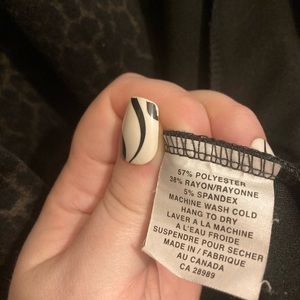 57% POLYESTER
38% RAYON/RAYONNE
5% SPANDEX
MACHINE WASH COLD
HANG TO DRY
LAVER A LA MACHINE
A L'EAU FROIDE
SUSPENDRE POUR SECHER
MADE IN / FABRIQUE
AU CANADA
CA 28989